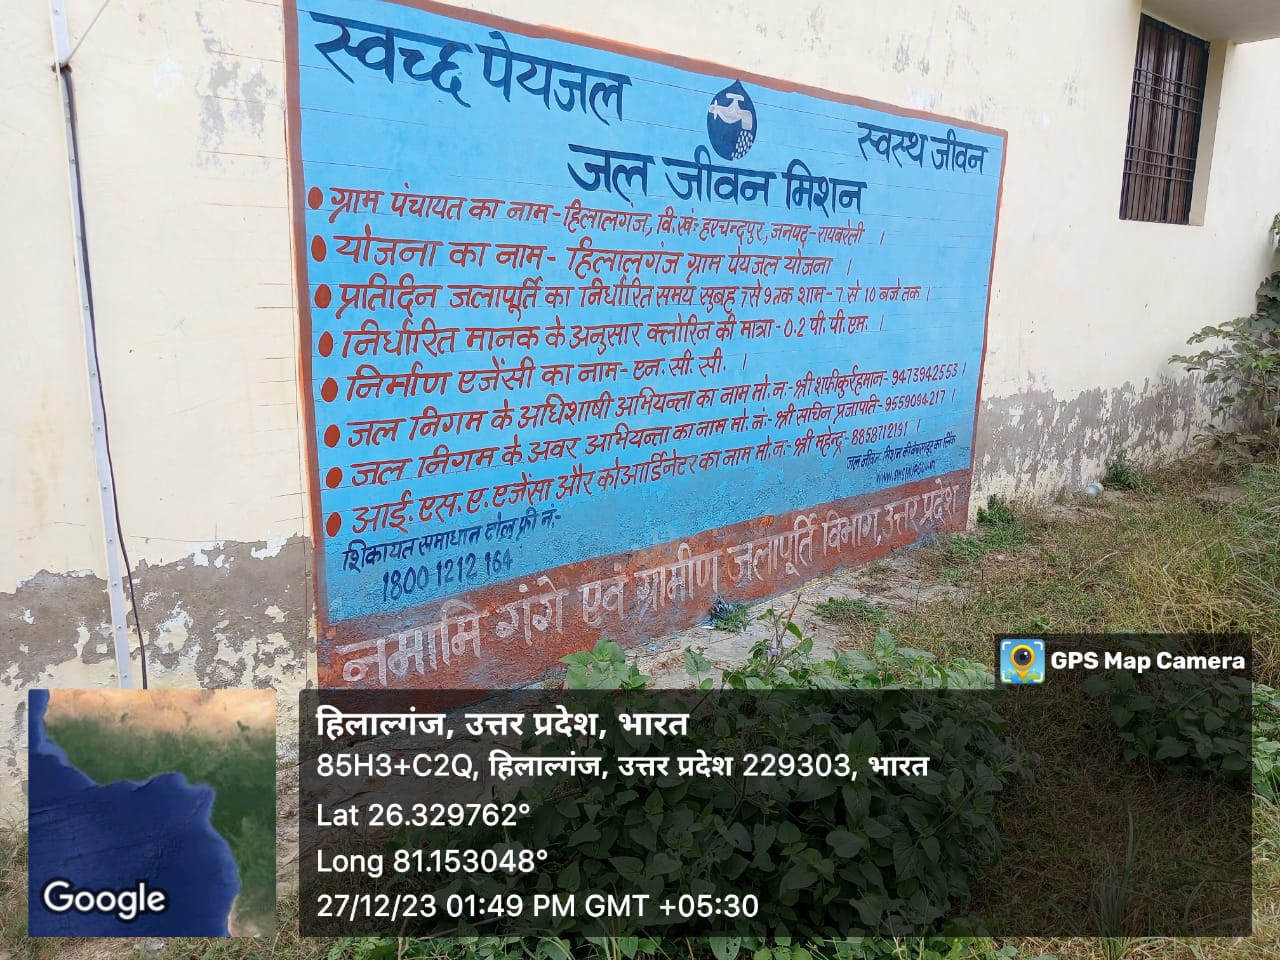 स्वच्छ पेयजल
स्वस्थ जीवन
जल जीवन मिशन
• ग्राम पंचायत का नाम - हिलालगंज, वि.खं: हरचन्दपुर, जनपद - रायबरेली ।
• योजना का नाम - हिलालगंज ग्राम पेयजल योजना ।
• प्रतिदिन जलापूर्ति का निर्धारित समय सुबह 7 से 9 तक शाम - 7 से 10 बजे तक ।
• निर्धारित मानक के अनुसार क्लोरिन की मात्रा - 0.2 पी. पी. एम. ।
• निर्माण एजेंसी का नाम - एन. सी. सी. ।
• जल निगम के अधिशाषी अभियन्ता का नाम मो. न. - श्री शफीकुर्रहमान - 9473942553 ।
• जल निगम के अवर अभियन्ता का नाम मो. नं: - श्री सचिन प्रजापति - 9559094217 ।
• आई. एस. ए. एजेंसा और कोआर्डिनेटर का नाम मो. न: श्री महेन्द्र - 8858712191 ।
जल जीवन मिशन की वेबसाइट का लिंक
शिकायत समाधान टोल फ्री नं:-
1800 1212 164
नमामि गंगे एवं ग्रामीण जलापूर्ति विभाग, उत्तर प्रदेश
GPS Map Camera
हिलाल्गंज, उत्तर प्रदेश, भारत
85H3+C2Q, हिलाल्गंज, उत्तर प्रदेश 229303, भारत
Lat 26.329762°
Long 81.153048°
27/12/23 01:49 PM GMT +05:30
Google